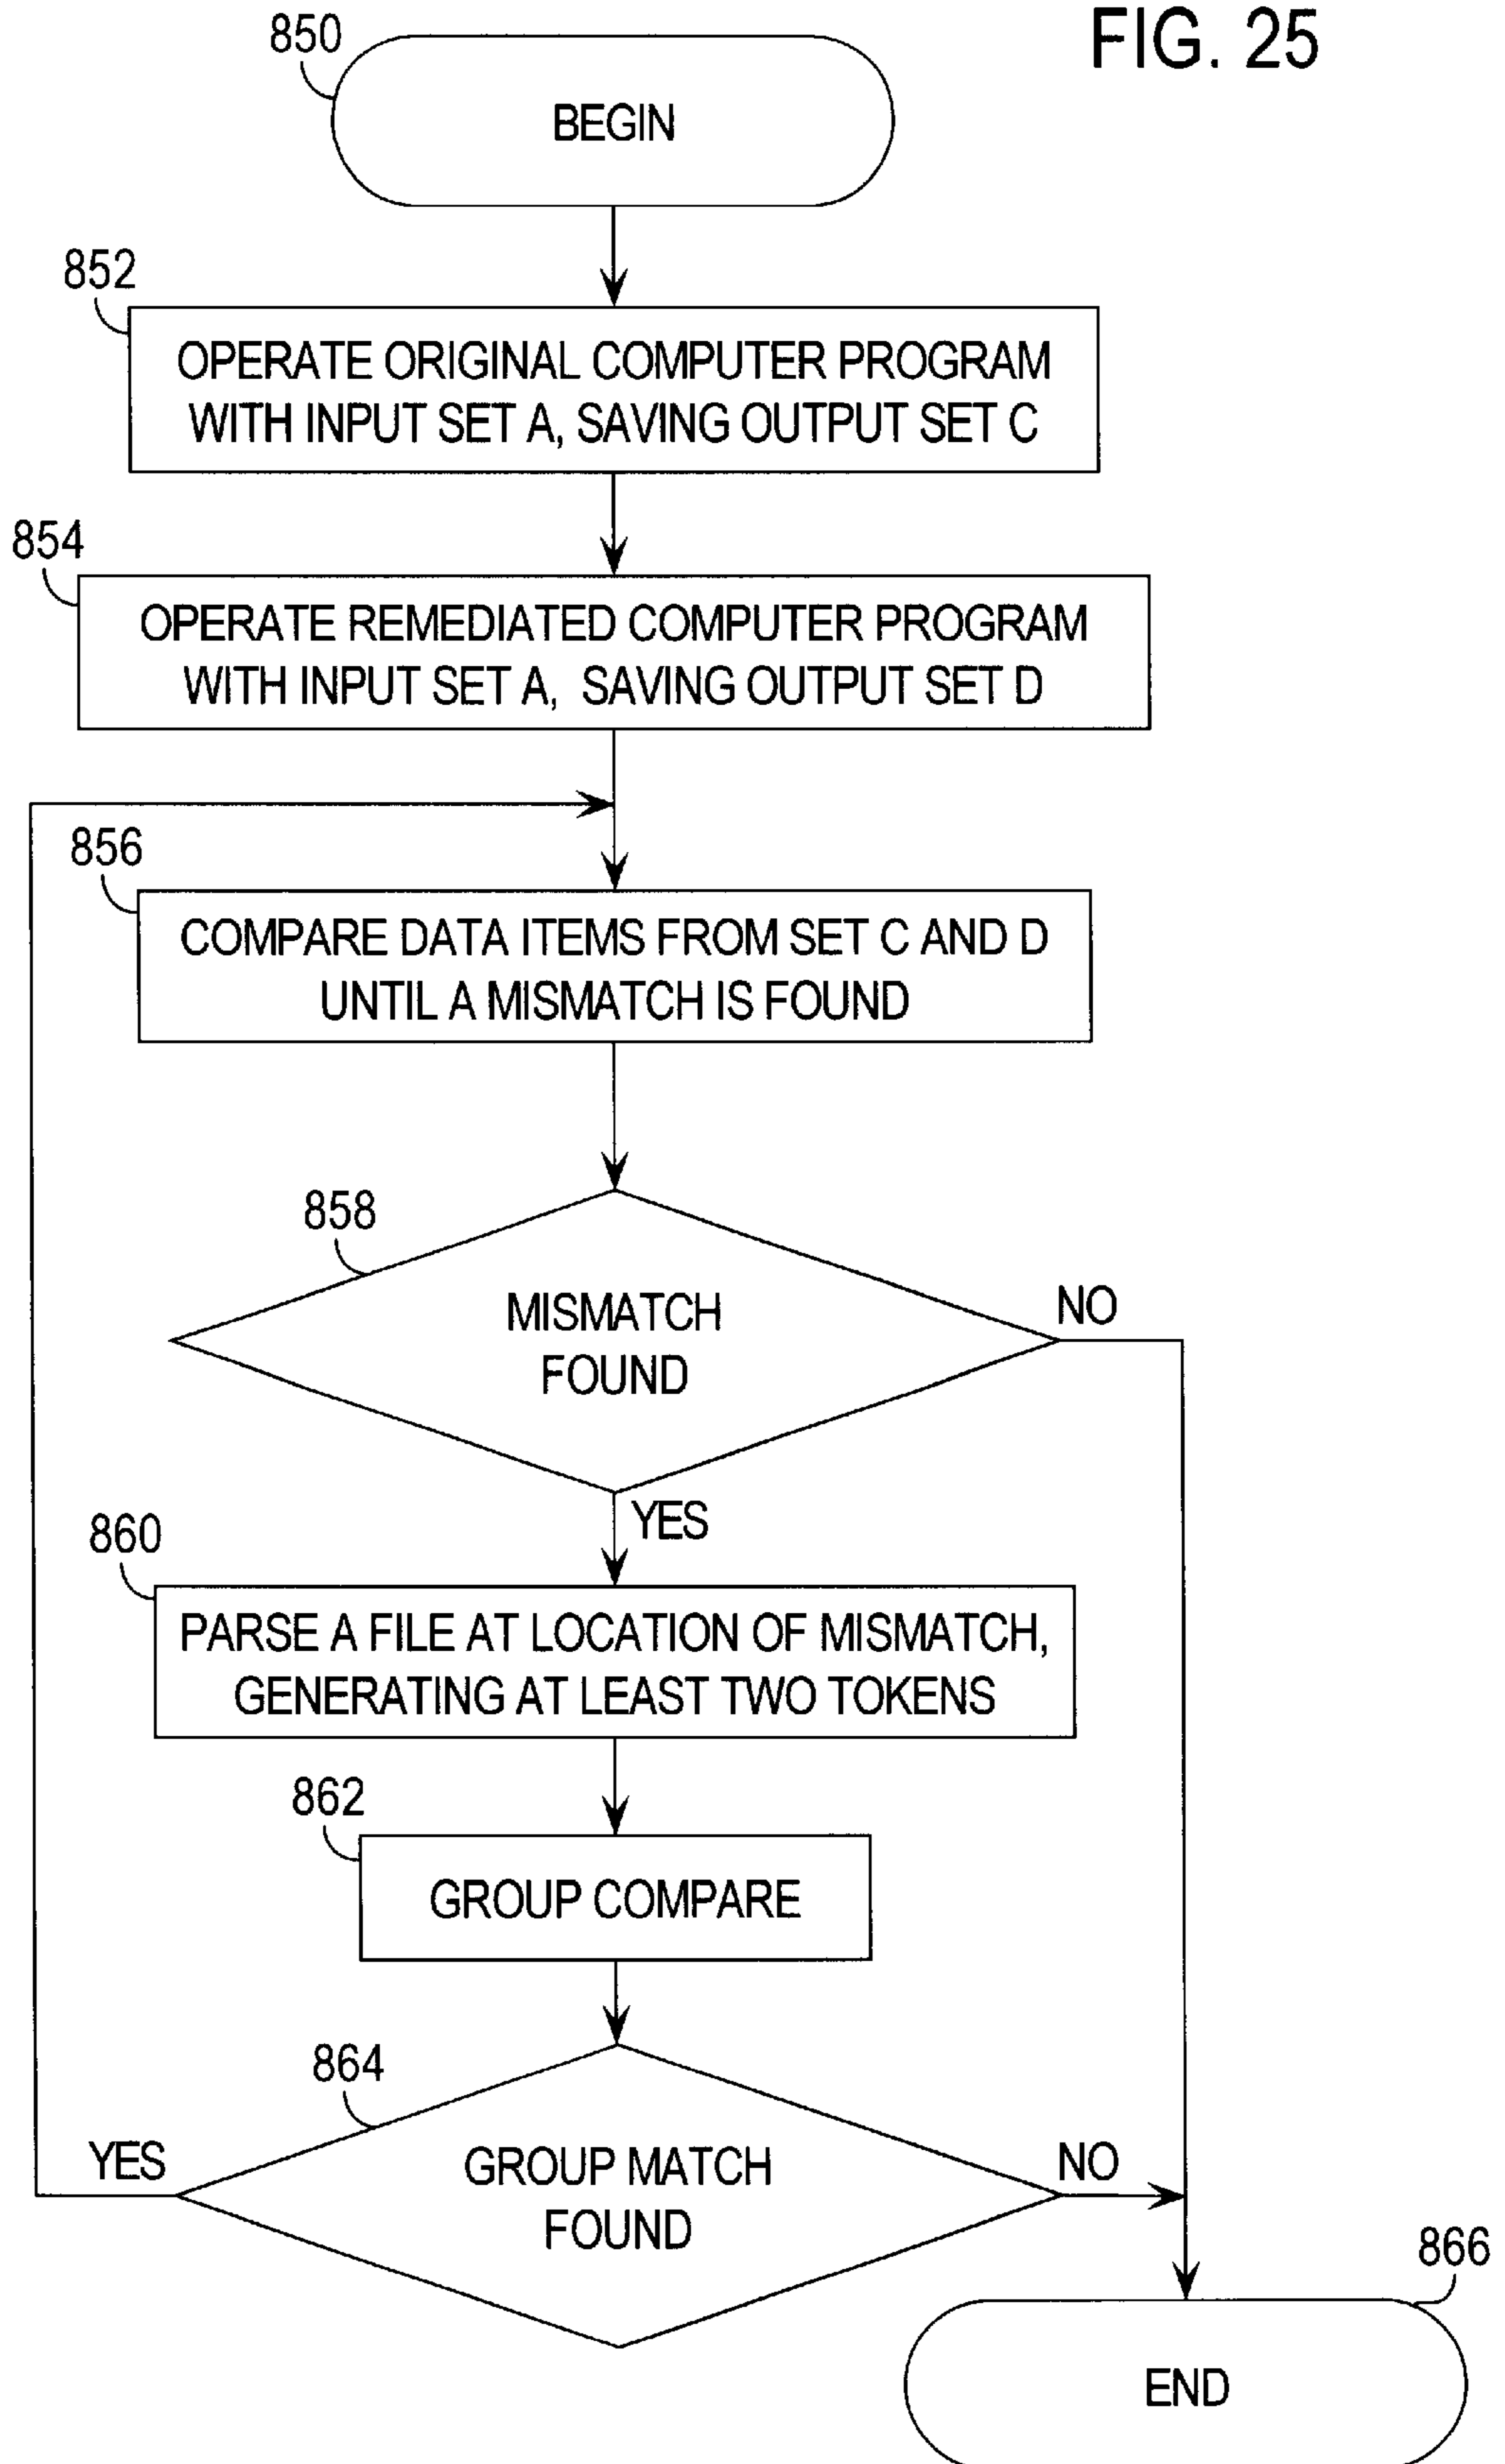 FIG. 25
850
BEGIN
852
OPERATE ORIGINAL COMPUTER PROGRAM
WITH INPUT SET A, SAVING OUTPUT SET C
854
OPERATE REMEDIATED COMPUTER PROGRAM
WITH INPUT SET A, SAVING OUTPUT SET D
856
COMPARE DATA ITEMS FROM SET C AND D
UNTIL A MISMATCH IS FOUND
858
MISMATCH
FOUND
NO
YES
860
PARSE A FILE AT LOCATION OF MISMATCH,
GENERATING AT LEAST TWO TOKENS
862
GROUP COMPARE
864
YES
GROUP MATCH
FOUND
NO
866
END